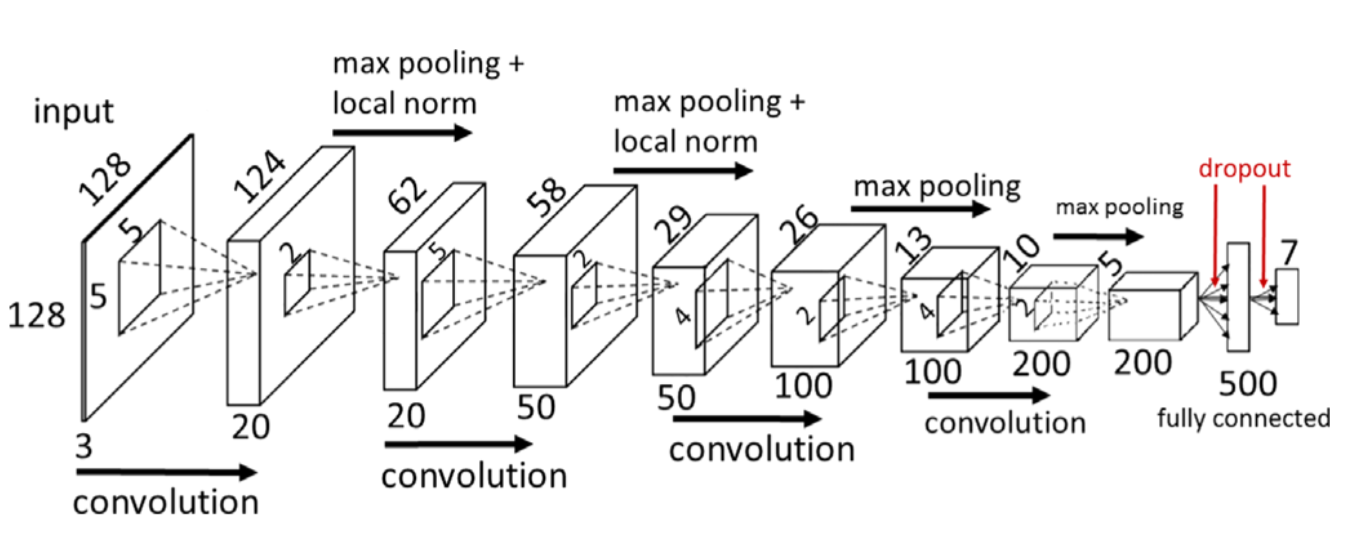 input
max pooling +
local norm
max pooling +
local norm
max pooling
max pooling
dropout
128
124
62
58
29
26
13
10
5
7
5
2
5
2
4
2
4
2
128
5
3
20
20
50
50
100
100
200
200
500
fully connected
convolution
convolution
convolution
convolution